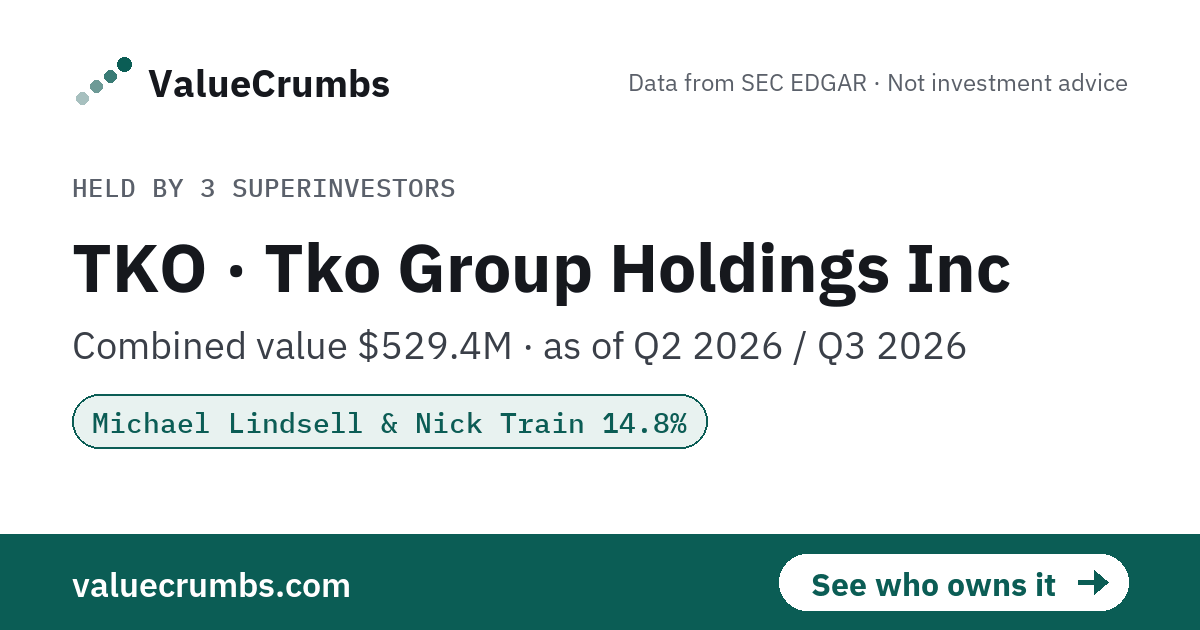 ValueCrumbs
Data from SEC EDGAR · Not investment advice
HELD BY 3 SUPERINVESTORS
TKO · Tko Group Holdings Inc
Combined value $529.4M · as of Q2 2026 / Q3 2026
Michael Lindsell & Nick Train 14.8%
valuecrumbs.com
See who owns it →